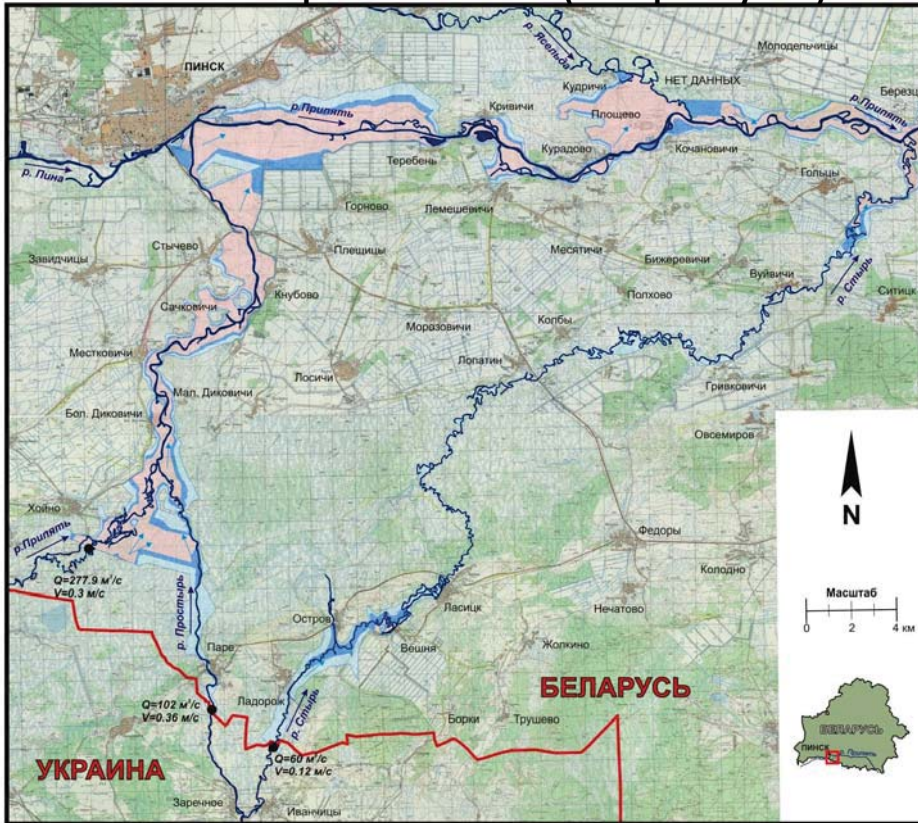 р. Ясельда
Молодельчицы
ПИНСК
Кудричи
НЕТ ДАННЫХ
Березцы
р.Припять
Кривичи
Площево
р.Припять
р. Пина
Теребень
Курадово
Кочановичи
Гольцы
Горново
Лемешевичи
Стычево
Плещицы
Месятичи
Бижеревичи
Завидчицы
Вуйвичи
р. Стырь
Ситицк
Кнубово
Полхово
Сачковичи
Морозовичи
Колбы
Местковичи
Лопатин
Лосичи
Гривковичи
Мал. Диковичи
Бол. Диковичи
Овсемиров
Хойно
N
р.Припять
Федоры
Колодно
Q=277.9 м³/с
V=0.3 м/с
Масштаб
0 2 4 км
р. Простырь
Ласицк
Нечатово
Остров
Паре
Вешня
Жолкино
Ладорож
БЕЛАРУСЬ
Q=102 м³/с
V=0.36 м/с
р. Стырь
Борки
Трушево
БЕЛАРУСЬ
ПИНСК
р. Припять
УКРАИНА
Q=60 м³/с
V=0.12 м/с
Заречное
Иванчицы